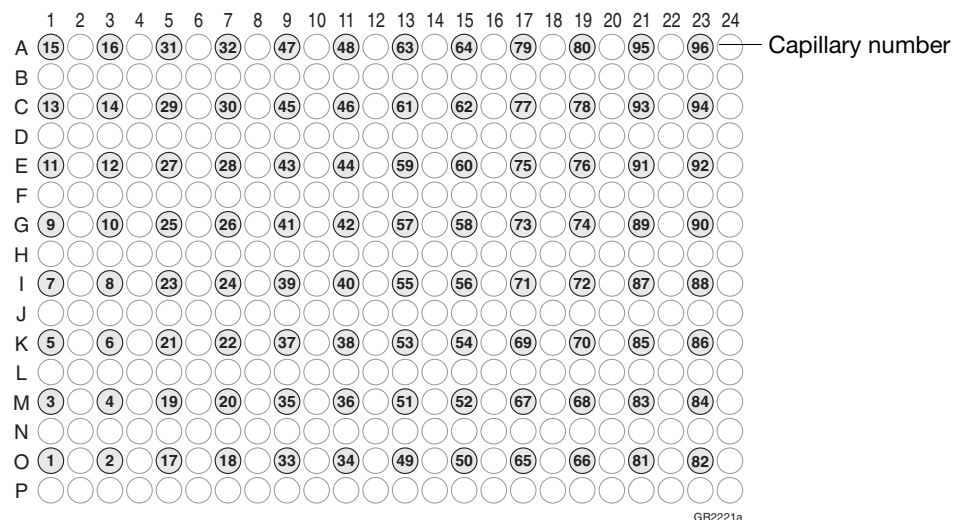 1 2 3 4 5 6 7 8 9 10 11 12 13 14 15 16 17 18 19 20 21 22 23 24
A 15 16 31 32 47 48 63 64 79 80 95 96 Capillary number
B
C 13 14 29 30 45 46 61 62 77 78 93 94
D
E 11 12 27 28 43 44 59 60 75 76 91 92
F
G 9 10 25 26 41 42 57 58 73 74 89 90
H
I 7 8 23 24 39 40 55 56 71 72 87 88
J
K 5 6 21 22 37 38 53 54 69 70 85 86
L
M 3 4 19 20 35 36 51 52 67 68 83 84
N
O 1 2 17 18 33 34 49 50 65 66 81 82
P
GR2221a